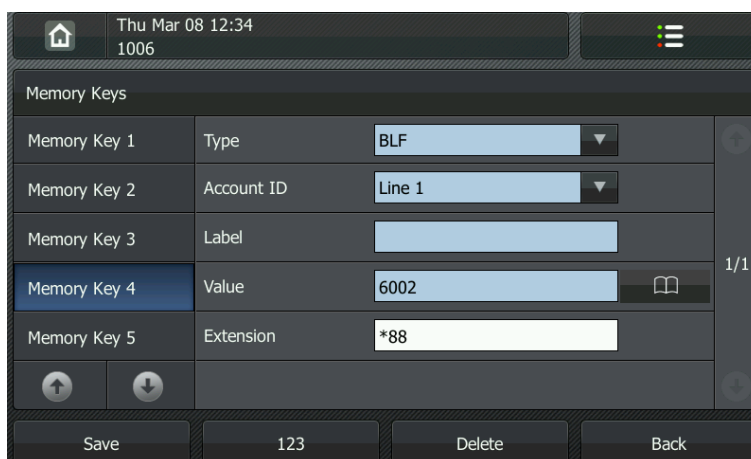 Thu Mar 08 12:34
1006
Memory Keys
Memory Key 1
Type
BLF
Memory Key 2
Account ID
Line 1
Memory Key 3
Label
1/1
Memory Key 4
Value
6002
Memory Key 5
Extension
*88
Save
123
Delete
Back